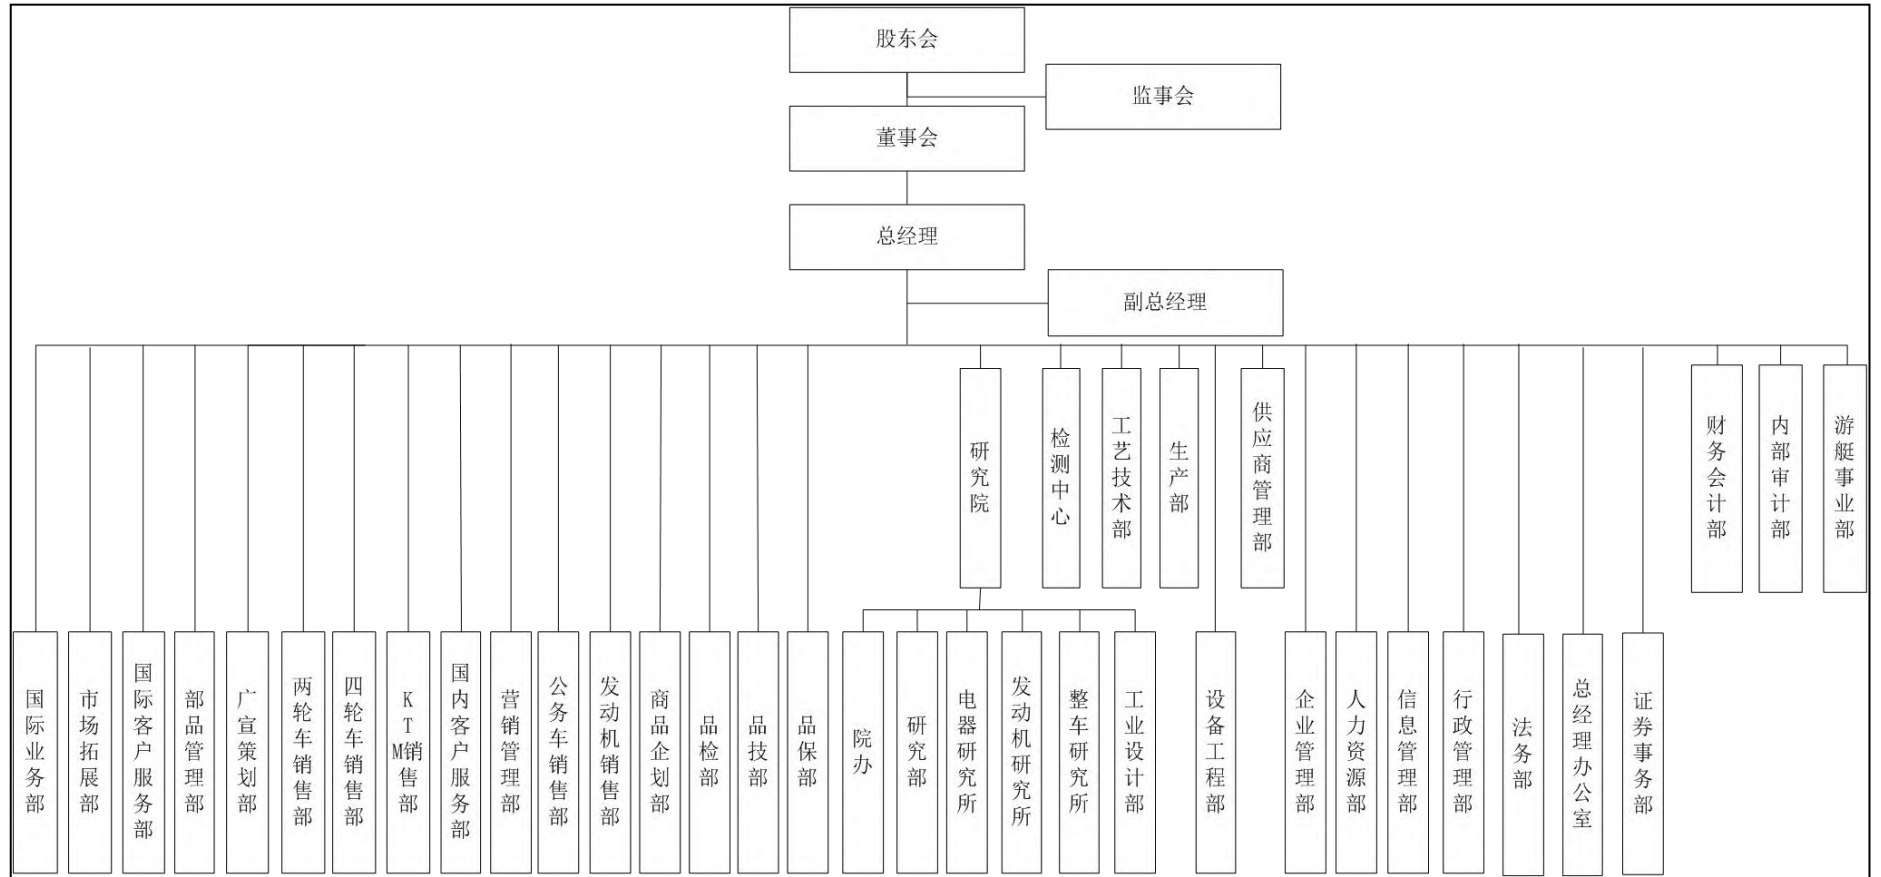 股东会
监事会
董事会
总经理
副总经理
研究院
检测中心
工艺技术部
生产部
供应商管理部
财务会计部
内部审计部
游艇事业部
国际业务部
市场拓展部
国际客户服务部
部品管理部
广宣策划部
两轮车销售部
四轮车销售部
KTM销售部
国内客户服务部
营销管理部
公务车销售部
发动机销售部
商品企划部
品检部
品技部
品保部
院办
研究部
电器研究所
发动机研究所
整车研究所
工业设计部
设备工程部
企业管理部
人力资源部
信息管理部
行政管理部
法务部
总经理办公室
证券事务部